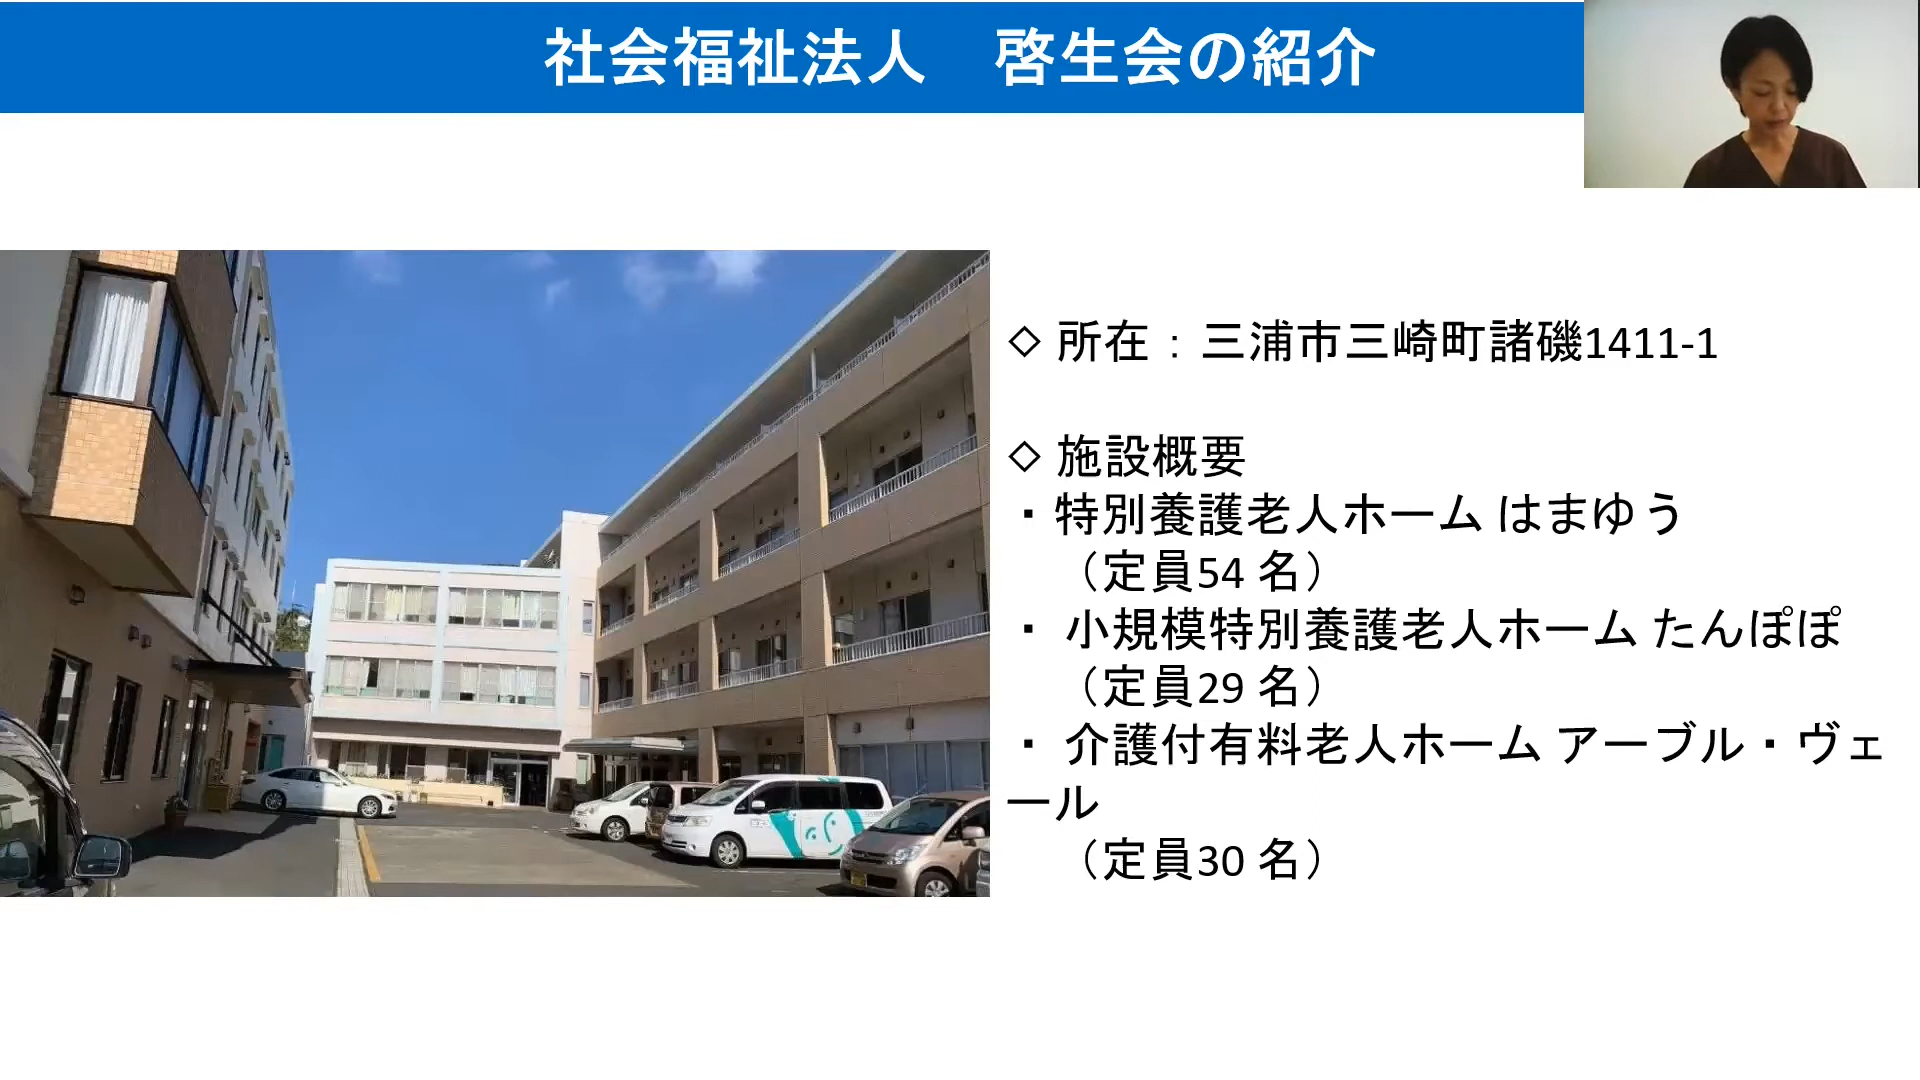 社会福祉法人　啓生会の紹介
◇ 所在：三浦市三崎町諸磯1411-1
◇ 施設概要
・特別養護老人ホーム はまゆう
（定員54 名）
・ 小規模特別養護老人ホーム たんぽぽ
（定員29 名）
・ 介護付有料老人ホーム アーブル・ヴェ
ール
（定員30 名）